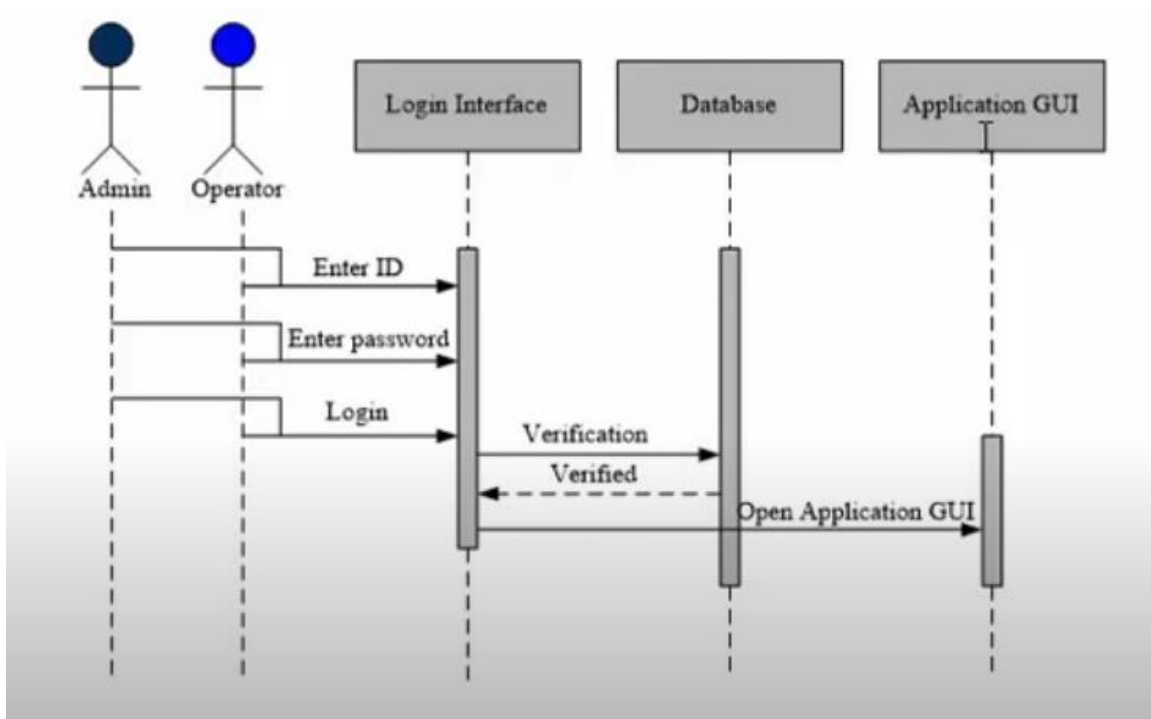 Login Interface
Database
Application GUI
Admin
Operator
Enter ID
Enter password
Login
Verification
Verified
Open Application GUI